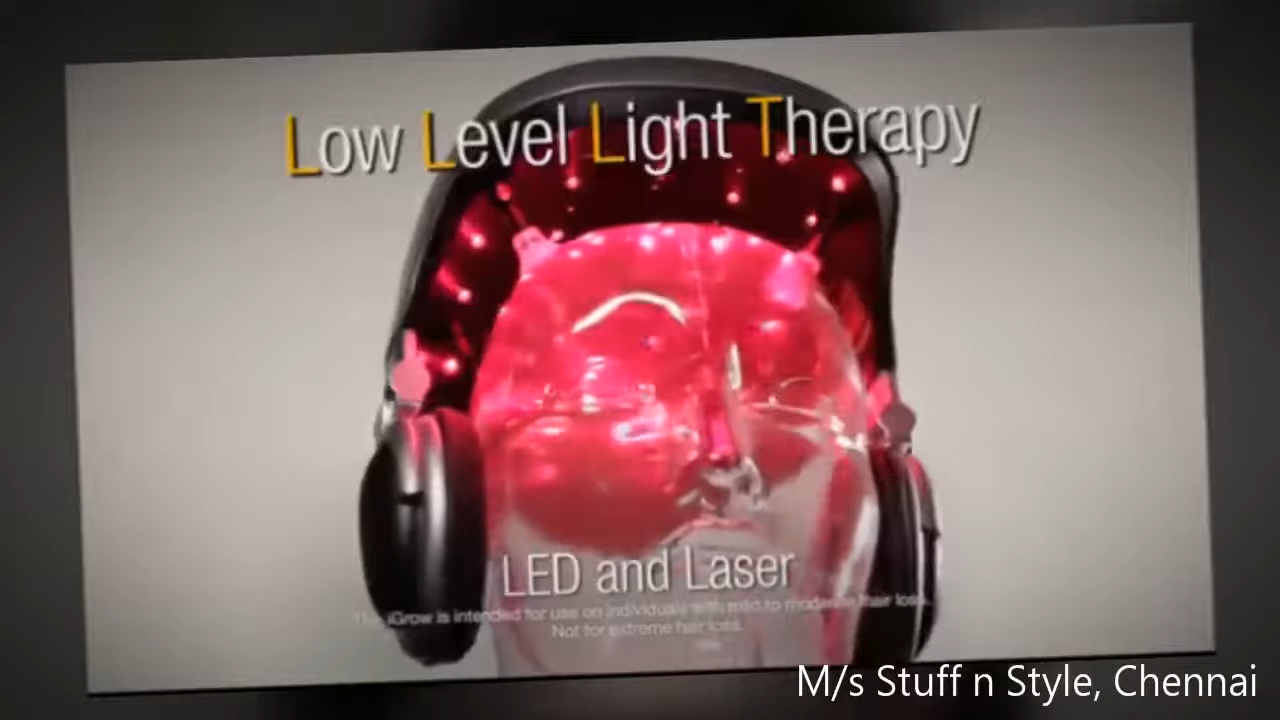 Low Level Light Therapy
LED and Laser
The iGrow is intended for use on individuals with mild to moderate hair loss.
Not for extreme hair loss.
M/s Stuff n Style, Chennai